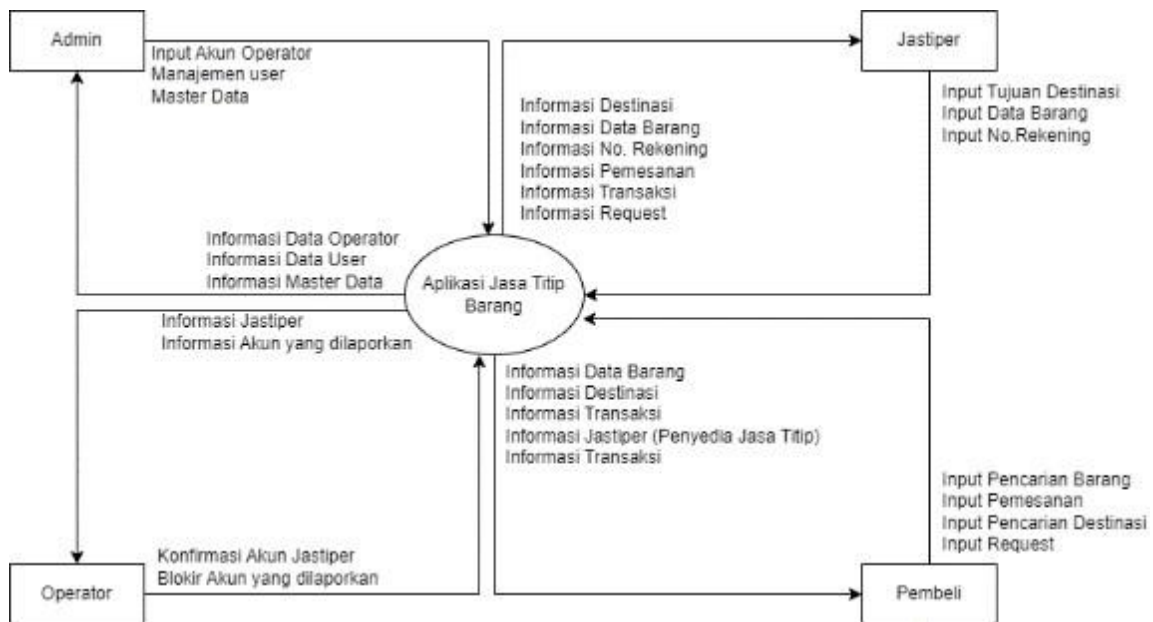 Admin
Input Akun Operator
Manajemen user
Master Data
Jastiper
Input Tujuan Destinasi
Input Data Barang
Input No.Rekening
Informasi Destinasi
Informasi Data Barang
Informasi No. Rekening
Informasi Pemesanan
Informasi Transaksi
Informasi Request
Informasi Data Operator
Informasi Data User
Informasi Master Data
Aplikasi Jasa Titip
Barang
Informasi Jastiper
Informasi Akun yang dilaporkan
Informasi Data Barang
Informasi Destinasi
Informasi Transaksi
Informasi Jastiper (Penyedia Jasa Titip)
Informasi Transaksi
Input Pencarian Barang
Input Pemesanan
Input Pencarian Destinasi
Input Request
Operator
Konfirmasi Akun Jastiper
Blokir Akun yang dilaporkan
Pembeli